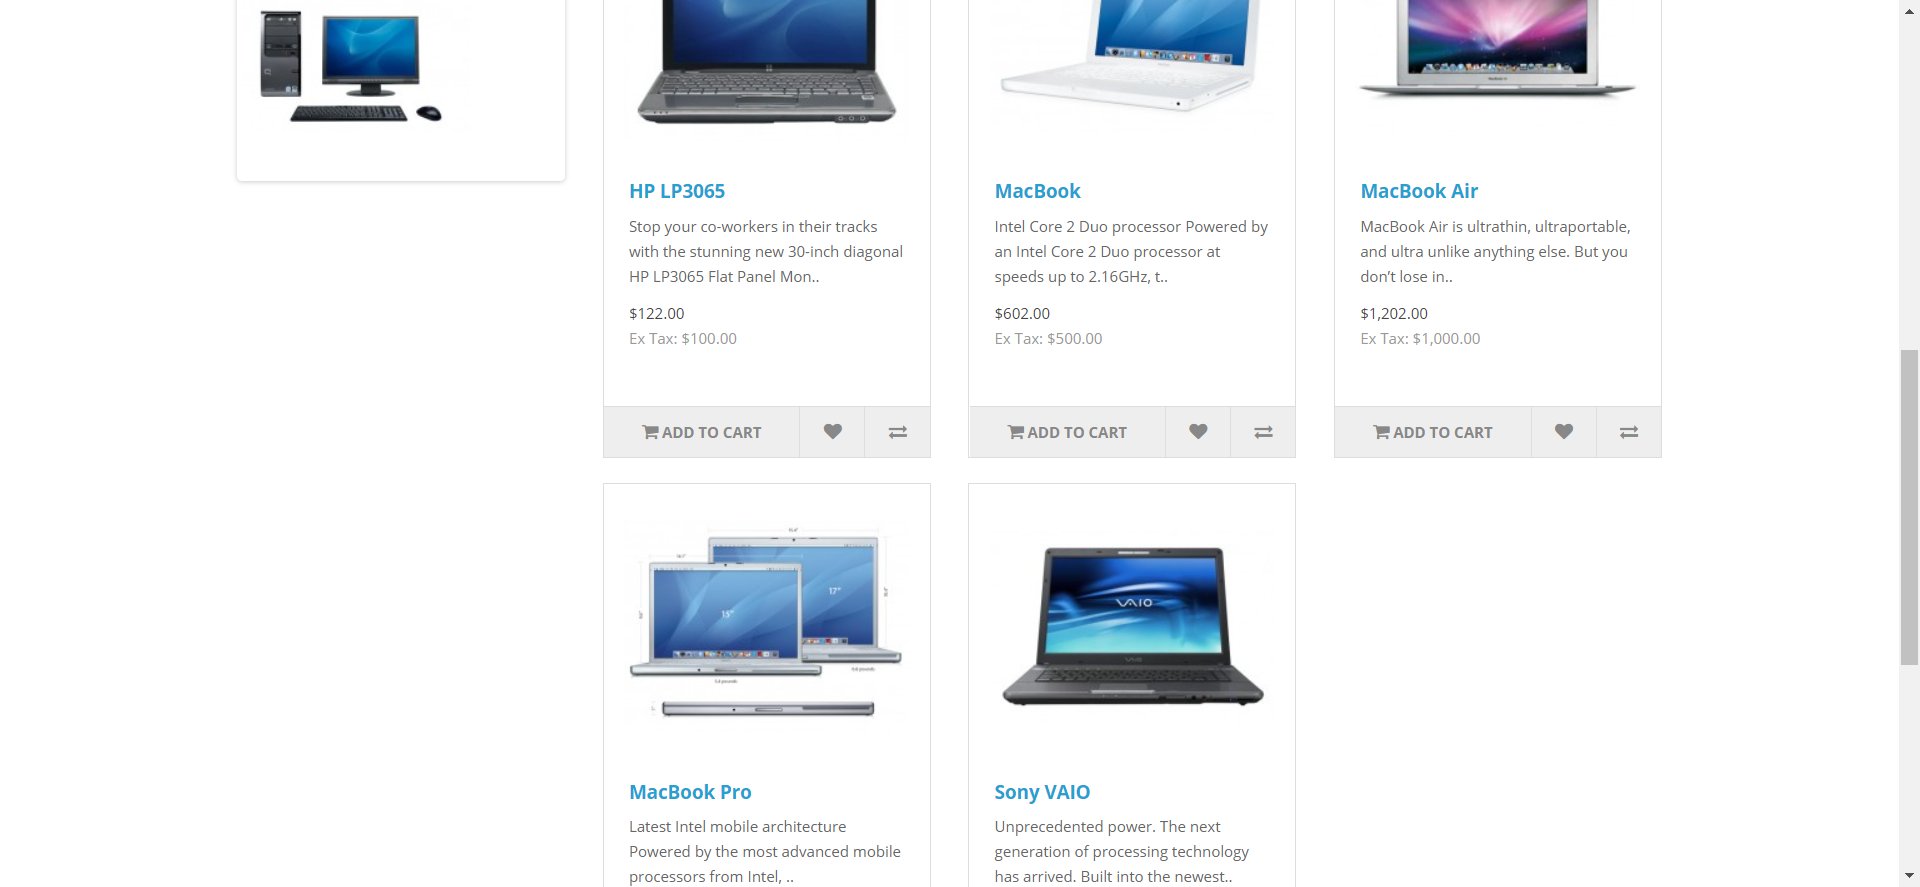 HP LP3065
Stop your co-workers in their tracks
with the stunning new 30-inch diagonal
HP LP3065 Flat Panel Mon..
$122.00
Ex Tax: $100.00
ADD TO CART
MacBook
Intel Core 2 Duo processor Powered by
an Intel Core 2 Duo processor at
speeds up to 2.16GHz, t..
$602.00
Ex Tax: $500.00
ADD TO CART
MacBook Air
MacBook Air is ultrathin, ultraportable,
and ultra unlike anything else. But you
don’t lose in..
$1,202.00
Ex Tax: $1,000.00
ADD TO CART
15"
17"
MacBook Pro
Latest Intel mobile architecture
Powered by the most advanced mobile
processors from Intel, ..
VAIO
VAIO
Sony VAIO
Unprecedented power. The next
generation of processing technology
has arrived. Built into the newest..